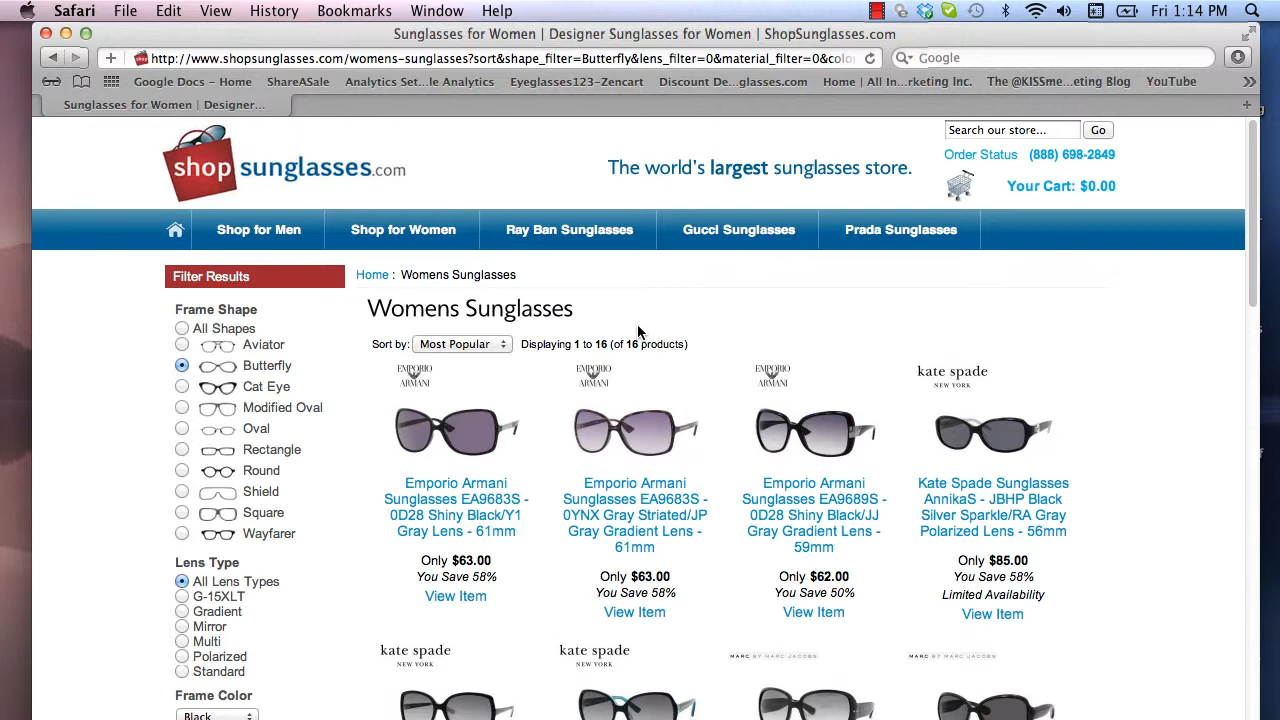 Safari File Edit View History Bookmarks Window Help Fri 1:14 PM
Sunglasses for Women | Designer Sunglasses for Women | ShopSunglasses.com
http://www.shopsunglasses.com/womens-sunglasses?sort&shape_filter=Butterfly&lens_filter=0&material_filter=0&colo
Google
Google Docs - Home ShareASale Analytics Set...le Analytics Eyeglasses123-Zencart Discount De...glasses.com Home | All In...rketing Inc. The @KISSme...eting Blog YouTube
Sunglasses for Women | Designer...
shopsunglasses.com
The world's largest sunglasses store.
Search our store... Go
Order Status (888) 698-2849
Your Cart: $0.00
Shop for Men Shop for Women Ray Ban Sunglasses Gucci Sunglasses Prada Sunglasses
Filter Results
Frame Shape
All Shapes
Aviator
Butterfly
Cat Eye
Modified Oval
Oval
Rectangle
Round
Shield
Square
Wayfarer
Lens Type
All Lens Types
G-15XLT
Gradient
Mirror
Multi
Polarized
Standard
Frame Color
Black
Home : Womens Sunglasses
Womens Sunglasses
Sort by: Most Popular Displaying 1 to 16 (of 16 products)
EMPORIO
ARMANI
Emporio Armani
Sunglasses EA9683S -
0D28 Shiny Black/Y1
Gray Lens - 61mm
Only $63.00
You Save 58%
View Item
EMPORIO
ARMANI
Emporio Armani
Sunglasses EA9683S -
0YNX Gray Striated/JP
Gray Gradient Lens -
61mm
Only $63.00
You Save 58%
View Item
EMPORIO
ARMANI
Emporio Armani
Sunglasses EA9689S -
0D28 Shiny Black/JJ
Gray Gradient Lens -
59mm
Only $62.00
You Save 50%
View Item
kate spade
NEW YORK
Kate Spade Sunglasses
AnnikaS - JBHP Black
Silver Sparkle/RA Gray
Polarized Lens - 56mm
Only $85.00
You Save 58%
Limited Availability
View Item
kate spade
NEW YORK
kate spade
NEW YORK
MARC BY MARC JACOBS
MARC BY MARC JACOBS